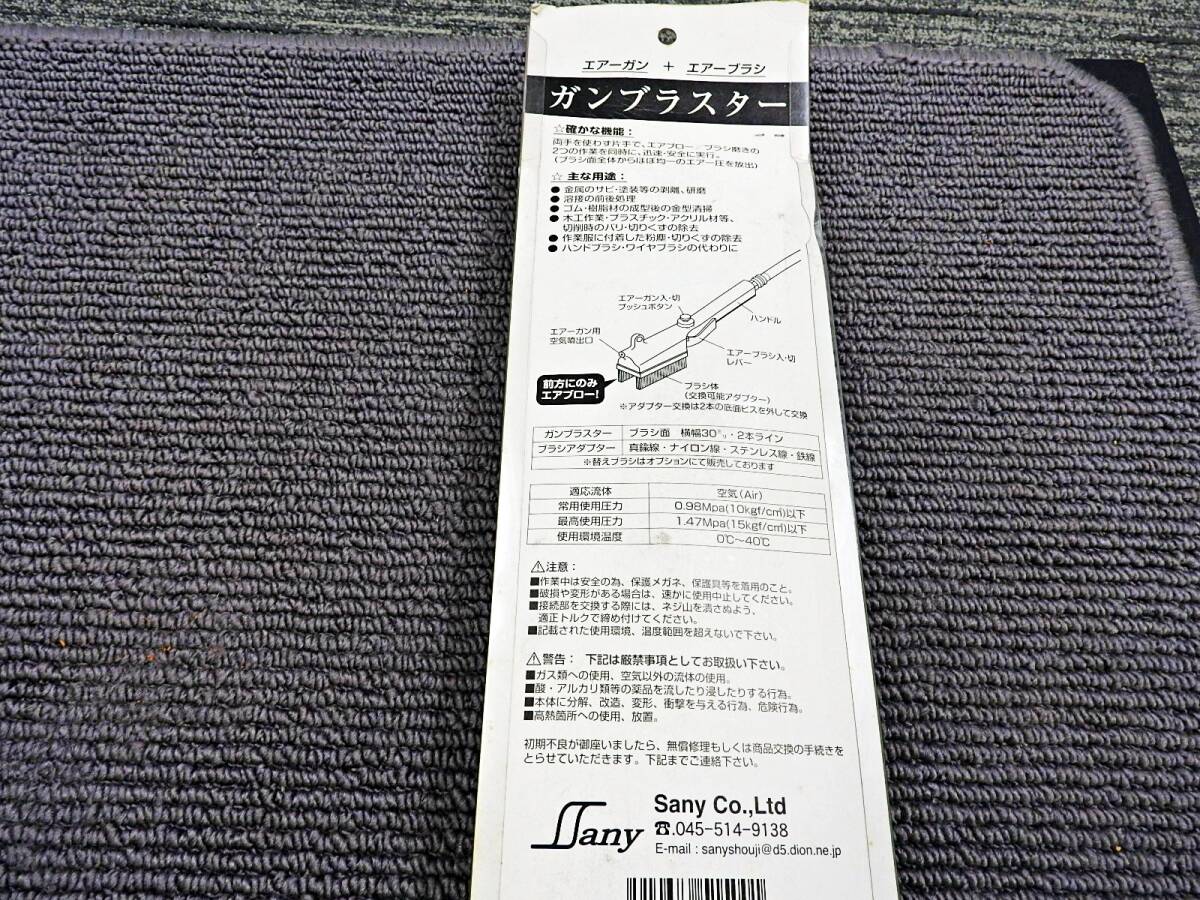 エアーガン + エアーブラシ
ガンブラスター
☆確かな機能：
両手を使わず片手で、エアブロー ブラシ磨きの
2つの作業を同時に、迅速・安全に実行。
(ブラシ面全体からほぼ均一のエアー圧を放出)
☆ 主な用途：
● 金属のサビ・塗装等の剥離、研磨
● 溶接の前後処理
● ゴム・樹脂材の成型後の金型清掃
● 木工作業・プラスチック・アクリル材等、
切削時のバリ・切りくずの除去
● 作業服に付着した粉塵・切りくずの除去
● ハンドブラシ・ワイヤブラシの代わりに
エアーガン入・切
プッシュボタン
ハンドル
エアーガン用
空気噴出口
エアーブラシ入・切
レバー
前方にのみ
エアブロー！
ブラシ体
(交換可能アダプター)
※アダプター交換は2本の底面ビスを外して交換
ガンブラスター ブラシ面 横幅30㍉・2本ライン
ブラシアダプター 真鍮線・ナイロン線・ステンレス線・鉄線
※替えブラシはオプションにて販売しております
適応流体 空気(Air)
常用使用圧力 0.98Mpa(10kgf/c㎡)以下
最高使用圧力 1.47Mpa(15kgf/c㎡)以下
使用環境温度 0℃〜40℃
⚠注意：
■作業中は安全の為、保護メガネ、保護具等を着用のこと。
■破損や変形がある場合は、速かに使用中止してください。
■接続部を交換する際には、ネジ山を潰さぬよう、
適正トルクで締め付けてください。
■記載された使用環境、温度範囲を超えないで下さい。
⚠警告： 下記は厳禁事項としてお取扱い下さい。
■ガス類への使用、空気以外の流体の使用。
■酸・アルカリ類等の薬品を流したり浸したりする行為。
■本体に分解、改造、変形、衝撃を与える行為、危険行為。
■高熱箇所への使用、放置。
初期不良が御座いましたら、無償修理もしくは商品交換の手続きを
とらせていただきます。下記までご連絡下さい。
Sany
Sany Co.,Ltd
☎.045-514-9138
E-mail : sanyshouji@d5.dion.ne.jp